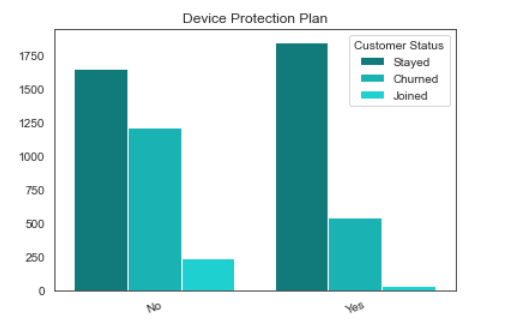 Device Protection Plan
Customer Status
Stayed
Churned
Joined
1750
1500
1250
1000
750
500
250
0
No
Yes